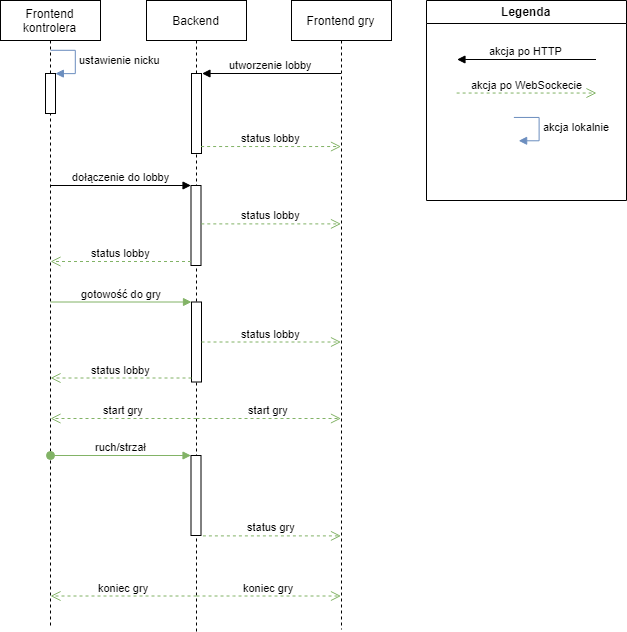 Frontend
kontrolera
Backend
Frontend gry
Legenda
akcja po HTTP
akcja po WebSockecie
akcja lokalnie
ustawienie nicku
utworzenie lobby
status lobby
dołączenie do lobby
status lobby
status lobby
gotowość do gry
status lobby
status lobby
start gry
start gry
ruch/strzał
status gry
koniec gry
koniec gry